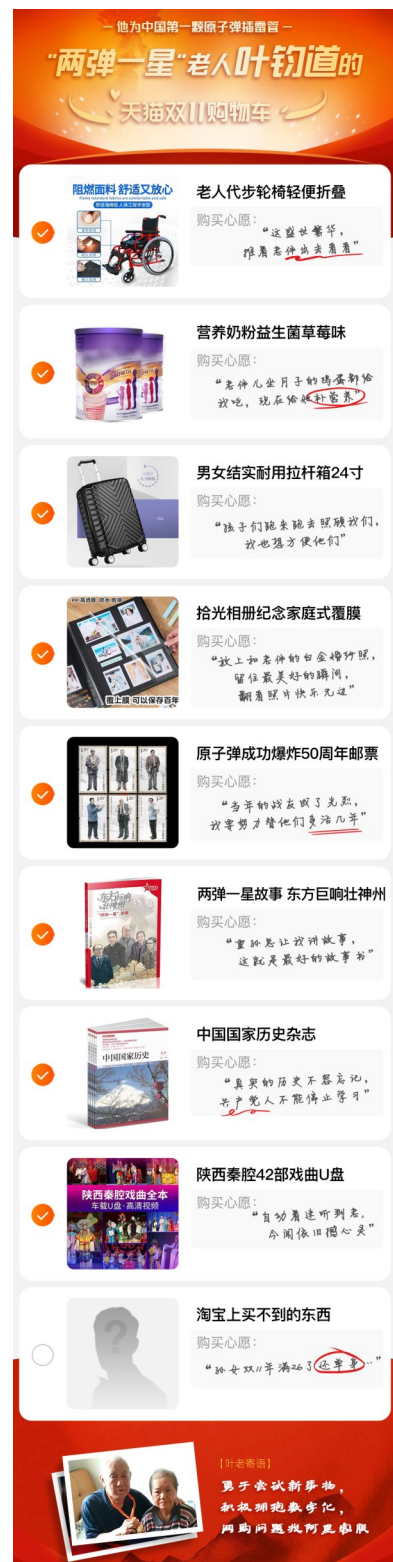 — 他为中国第一颗原子弹插雷管 —
“两弹一星”老人叶钧道的
天猫双11购物车
阻燃面料 舒适又放心
老人代步轮椅轻便折叠
购买心愿：
“这盛世繁华，
推着老伴出去看看”
GROWTH
营养奶粉益生菌草莓味
购买心愿：
“老伴儿坐月子的鸡蛋都给
我吃，现在给她补营养”
男女结实耐用拉杆箱24寸
购买心愿：
“孩子们跑来跑去照顾我们，
我也想方便他们”
覆上膜 可以保存百年
拾光相册纪念家庭式覆膜
购买心愿：
“放上和老伴的白金婚纱照，
留住最美好的瞬间，
翻看照片快乐无边”
原子弹成功爆炸50周年邮票
购买心愿：
“当年的战友成了先烈，
我要努力替他们多活几年”
两弹一星故事 东方巨响壮神州
购买心愿：
“重孙总让我讲故事，
这就是最好的故事书”
中国国家历史
中国国家历史杂志
购买心愿：
“真实的历史不容忘记，
共产党人不能停止学习”
陕西秦腔戏曲全本
车载U盘·高清视频
陕西秦腔42部戏曲U盘
购买心愿：
“自幼着迷听到老，
今闻依旧撼心灵”
?
淘宝上买不到的东西
购买心愿：
“孙女双11年满26了还单身…”
【叶老寄语】
勇于尝试新事物，
积极拥抱数字化，
网购问题找阿里客服